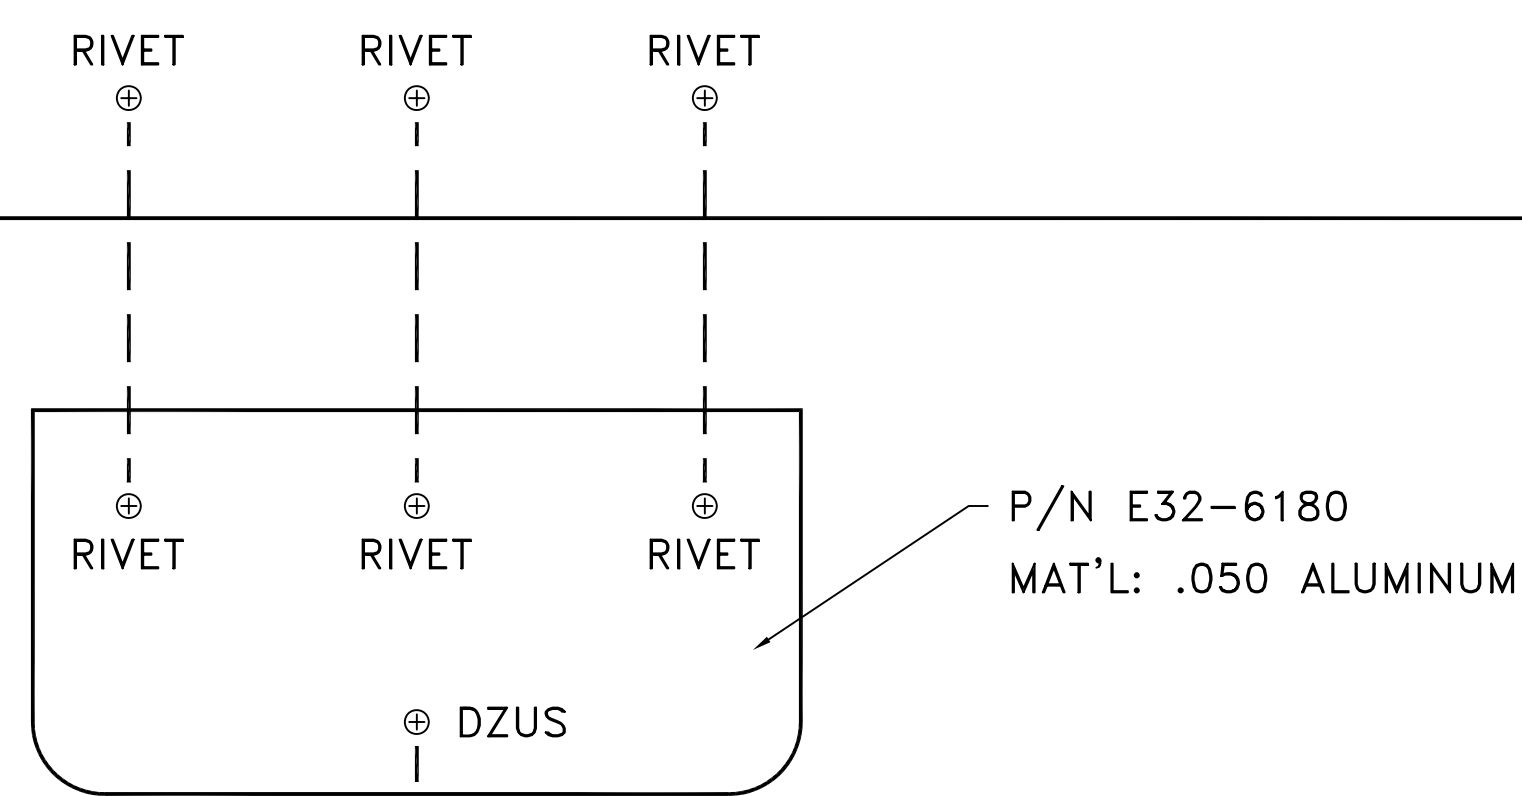 RIVET RIVET RIVET
RIVET RIVET RIVET
P/N E32-6180
MAT'L: .050 ALUMINUM
DZUS